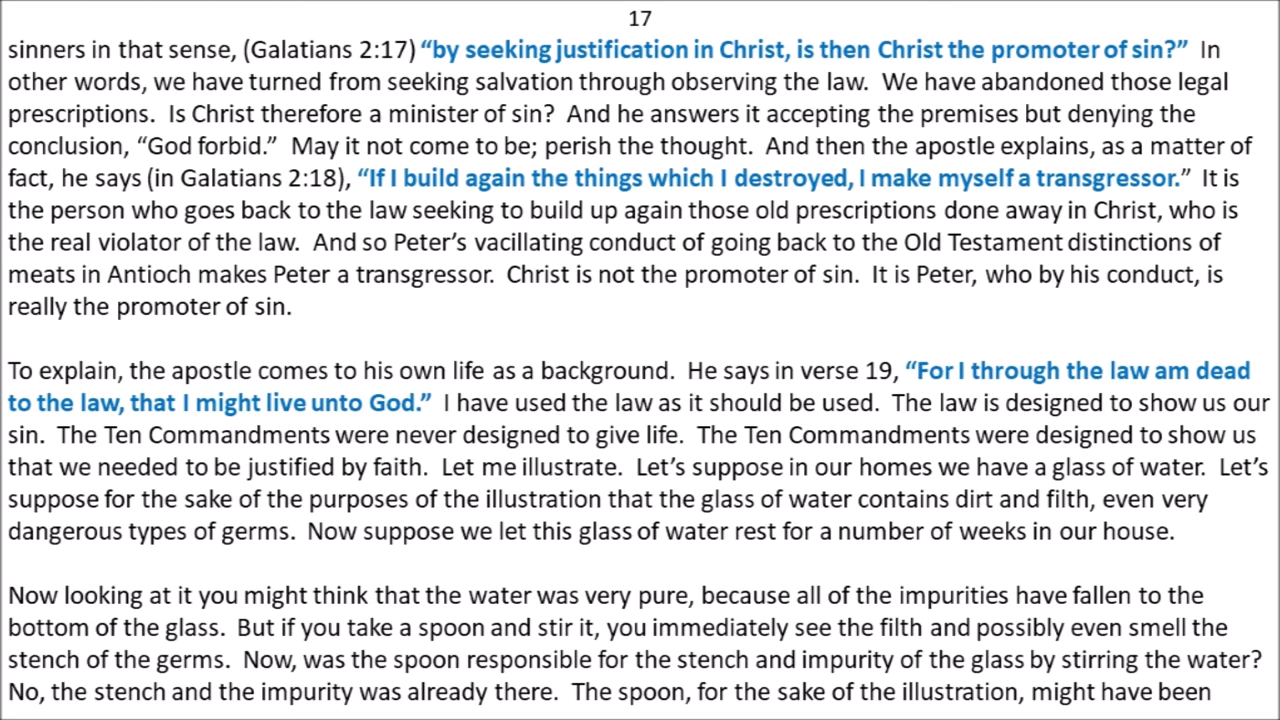 17
sinners in that sense, (Galatians 2:17) “by seeking justification in Christ, is then Christ the promoter of sin?”  In
other words, we have turned from seeking salvation through observing the law.  We have abandoned those legal
prescriptions.  Is Christ therefore a minister of sin?  And he answers it accepting the premises but denying the
conclusion, “God forbid.”  May it not come to be; perish the thought.  And then the apostle explains, as a matter of
fact, he says (in Galatians 2:18), “If I build again the things which I destroyed, I make myself a transgressor.”  It is
the person who goes back to the law seeking to build up again those old prescriptions done away in Christ, who is
the real violator of the law.  And so Peter’s vacillating conduct of going back to the Old Testament distinctions of
meats in Antioch makes Peter a transgressor.  Christ is not the promoter of sin.  It is Peter, who by his conduct, is
really the promoter of sin.
To explain, the apostle comes to his own life as a background.  He says in verse 19, “For I through the law am dead
to the law, that I might live unto God.”  I have used the law as it should be used.  The law is designed to show us our
sin.  The Ten Commandments were never designed to give life.  The Ten Commandments were designed to show us
that we needed to be justified by faith.  Let me illustrate.  Let’s suppose in our homes we have a glass of water.  Let’s
suppose for the sake of the purposes of the illustration that the glass of water contains dirt and filth, even very
dangerous types of germs.  Now suppose we let this glass of water rest for a number of weeks in our house.
Now looking at it you might think that the water was very pure, because all of the impurities have fallen to the
bottom of the glass.  But if you take a spoon and stir it, you immediately see the filth and possibly even smell the
stench of the germs.  Now, was the spoon responsible for the stench and impurity of the glass by stirring the water?
No, the stench and the impurity was already there.  The spoon, for the sake of the illustration, might have been